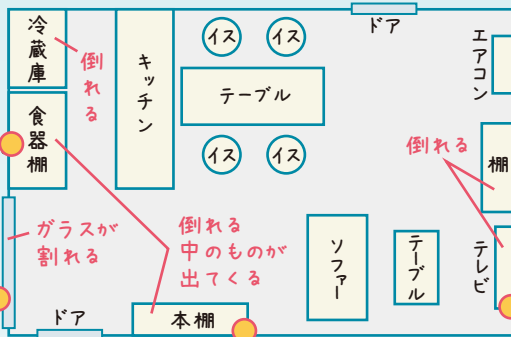 冷蔵庫
倒れる
キッチン
イス
イス
ドア
エアコン
テーブル
食器棚
イス
イス
倒れる
棚
ガラスが
割れる
倒れる
中のものが
出てくる
ソファー
テーブル
テレビ
ドア
本棚